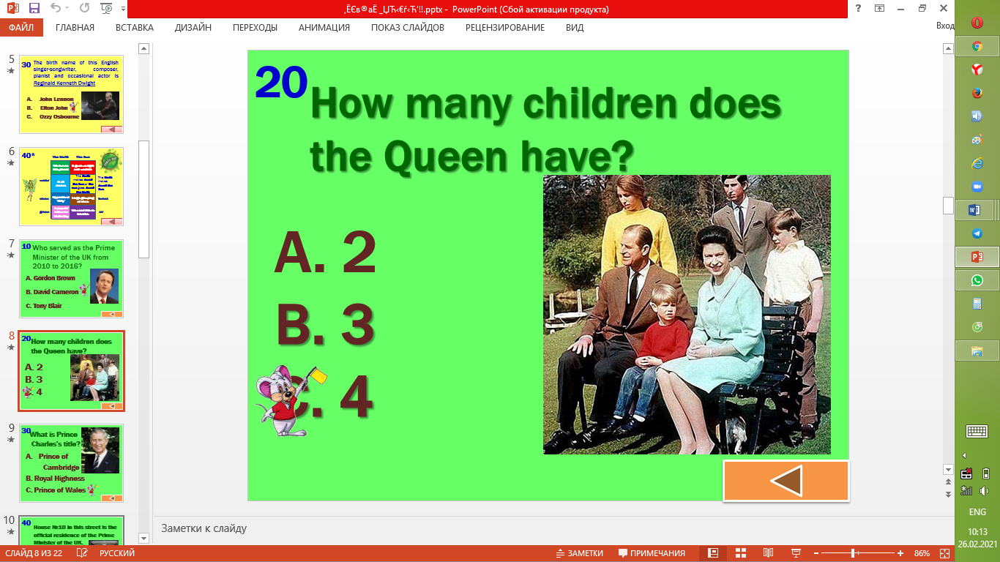 ‚ЁЄв®аЁ_ЏЂ‹€ѓ‹Ђ'!!.pptx - PowerPoint (Сбой активации продукта)
?
ФАЙЛ ГЛАВНАЯ ВСТАВКА ДИЗАЙН ПЕРЕХОДЫ АНИМАЦИЯ ПОКАЗ СЛАЙДОВ РЕЦЕНЗИРОВАНИЕ ВИД Вход
5
30 The birth name of this English
singer-songwriter, composer,
pianist and occasional actor is
Reginald Kenneth Dwight
A. John Lennon
B. Elton John
C. Ozzy Osbourne
6
40*
7
10 Who served as the Prime
Minister of the UK from
2010 to 2016?
A. Gordon Brown
B. David Cameron
C. Tony Blair
8
20 How many children does
the Queen have?
A. 2
B. 3
4
9
30 What is Prince
Charles's title?
A. Prince of
Cambridge
B. Royal Highness
C. Prince of Wales
10
40 House №10 in this street is the
official residence of the Prime
Minister of the UK.
20
How many children does
the Queen have?
A. 2
B. 3
C. 4
Заметки к слайду
СЛАЙД 8 ИЗ 22 РУССКИЙ ЗАМЕТКИ ПРИМЕЧАНИЯ 86%
ENG
10:13
26.02.2021